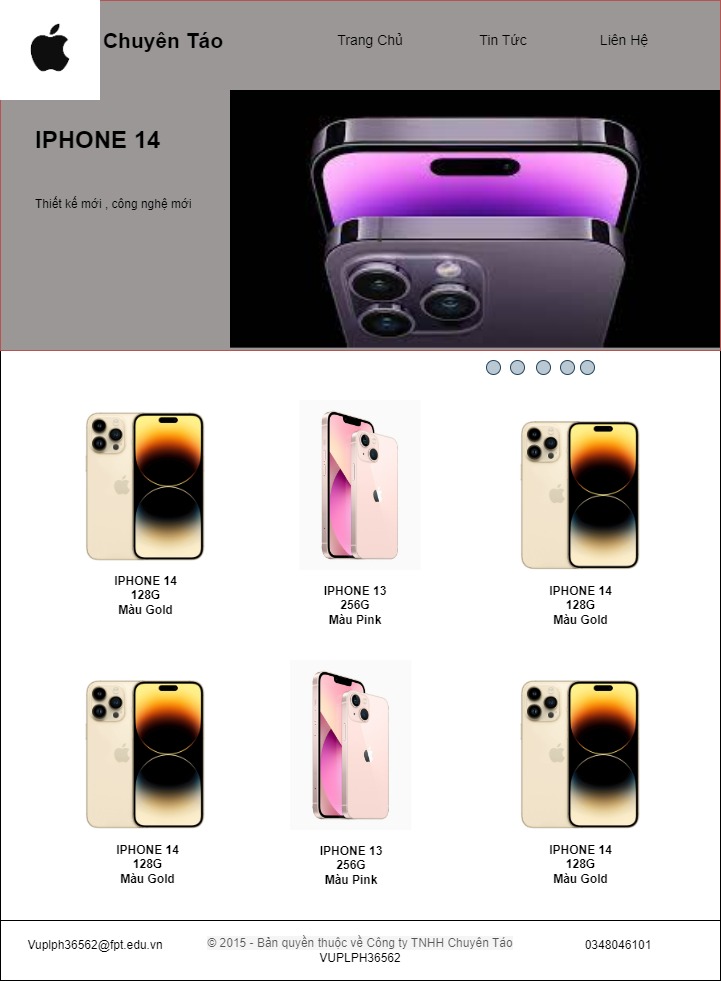 Chuyên Táo
Trang Chủ
Tin Tức
Liên Hệ
IPHONE 14
Thiết kế mới , công nghệ mới
IPHONE 14
128G
Màu Gold
IPHONE 13
256G
Màu Pink
IPHONE 14
128G
Màu Gold
IPHONE 14
128G
Màu Gold
IPHONE 13
256G
Màu Pink
IPHONE 14
128G
Màu Gold
Vuplph36562@fpt.edu.vn
© 2015 - Bản quyền thuộc về Công ty TNHH Chuyên Táo
VUPLPH36562
0348046101